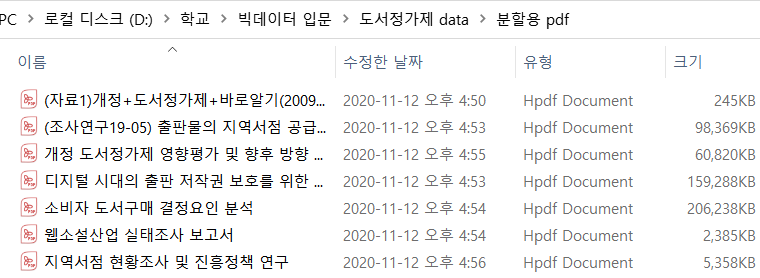 PC > 로컬 디스크 (D:) > 학교 > 빅데이터 입문 > 도서정가제 data > 분할용 pdf
이름 수정한 날짜 유형 크기
(자료1)개정+도서정가제+바로알기(2009... 2020-11-12 오후 4:50 Hpdf Document 245KB
(조사연구19-05) 출판물의 지역서점 공급... 2020-11-12 오후 4:53 Hpdf Document 98,369KB
개정 도서정가제 영향평가 및 향후 방향 ... 2020-11-12 오후 4:55 Hpdf Document 60,820KB
디지털 시대의 출판 저작권 보호를 위한 ... 2020-11-12 오후 4:53 Hpdf Document 159,288KB
소비자 도서구매 결정요인 분석 2020-11-12 오후 4:54 Hpdf Document 206,238KB
웹소설산업 실태조사 보고서 2020-11-12 오후 4:54 Hpdf Document 2,385KB
지역서점 현황조사 및 진흥정책 연구 2020-11-12 오후 4:56 Hpdf Document 5,358KB